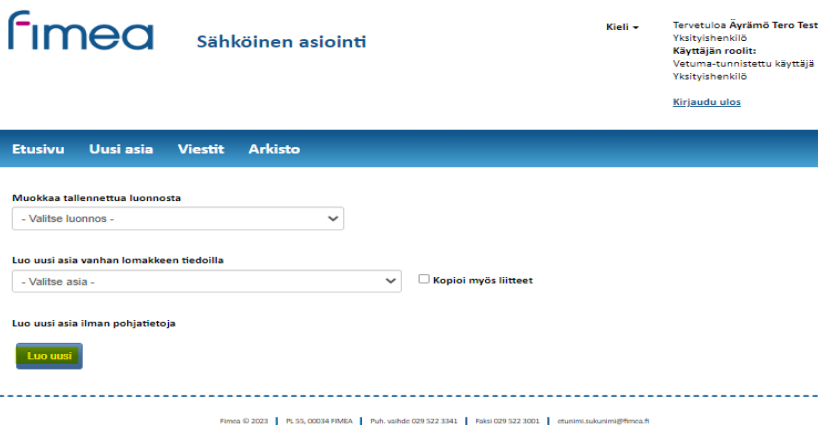 fimea
Sähköinen asiointi
Kieli
Tervetuloa Äyrämö Tero Test
Yksityishenkilö
Käyttäjän roolit:
Vetuma-tunnistettu käyttäjä
Yksityishenkilö
Kirjaudu ulos
Etusivu Uusi asia Viestit Arkisto
Muokkaa tallennettua luonnosta
- Valitse luonnos -
Luo uusi asia vanhan lomakkeen tiedoilla
- Valitse asia - Kopioi myös liitteet
Luo uusi asia ilman pohjatietoja
Luo uusi
Fimea © 2023 | PL 55, 00034 FIMEA | Puh. vaihde 029 522 3341 | Faksi 029 522 3001 | etunimi.sukunimi@fimea.fi